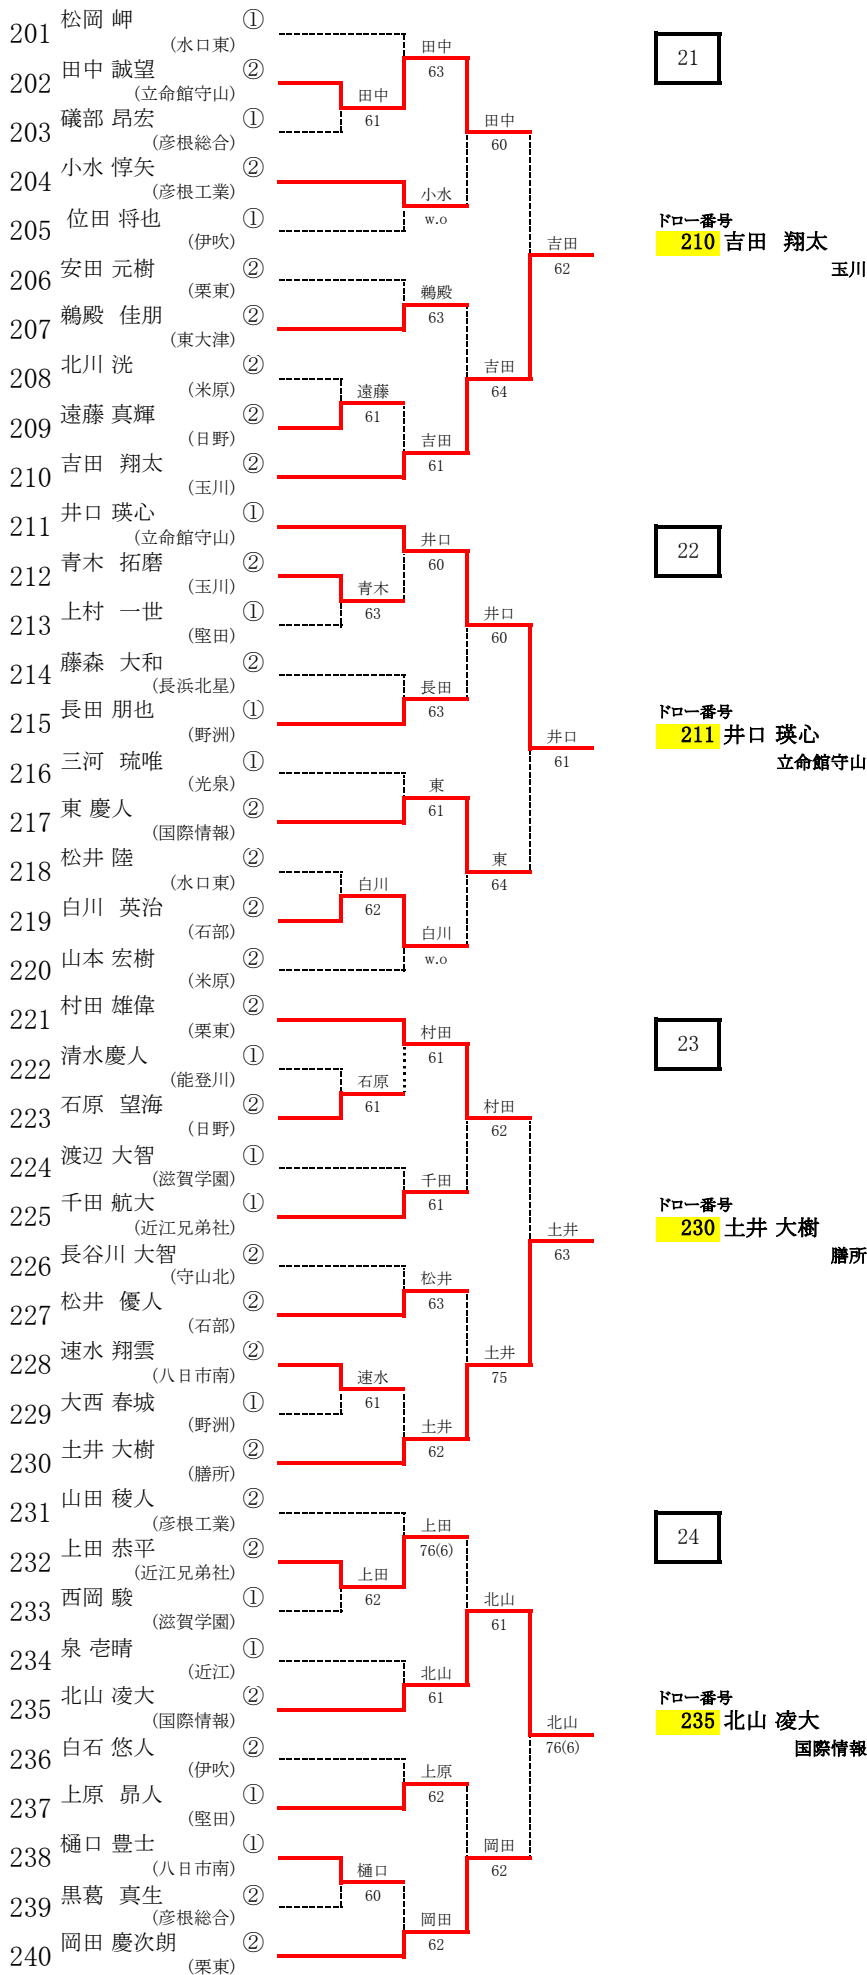 201 松岡 岬 ①
(水口東)
202 田中 誠望 ②
(立命館守山)
203 礒部 昂宏 ①
(彦根総合)
204 小水 惇矢 ②
(彦根工業)
205 位田 将也 ①
(伊吹)
206 安田 元樹 ②
(栗東)
207 鵜殿 佳朋 ②
(東大津)
208 北川 洸 ②
(米原)
209 遠藤 真輝 ②
(日野)
210 吉田 翔太 ②
(玉川)
田中
61
田中
63
小水
w.o
鵜殿
63
遠藤
61
吉田
61
田中
60
吉田
64
吉田
62
21
ドロー番号
210 吉田 翔太
玉川
211 井口 瑛心 ①
(立命館守山)
212 青木 拓磨 ②
(玉川)
213 上村 一世 ①
(堅田)
214 藤森 大和 ②
(長浜北星)
215 長田 朋也 ①
(野洲)
216 三河 琉唯 ①
(光泉)
217 東 慶人 ②
(国際情報)
218 松井 陸 ②
(水口東)
219 白川 英治 ②
(石部)
220 山本 宏樹 ②
(米原)
井口
60
青木
63
長田
63
東
61
白川
62
白川
w.o
井口
60
東
64
井口
61
22
ドロー番号
211 井口 瑛心
立命館守山
221 村田 雄偉 ②
(栗東)
222 清水慶人 ①
(能登川)
223 石原 望海 ②
(日野)
224 渡辺 大智 ①
(滋賀学園)
225 千田 航大 ①
(近江兄弟社)
226 長谷川 大智 ②
(守山北)
227 松井 優人 ②
(石部)
228 速水 翔雲 ②
(八日市南)
229 大西 春城 ①
(野洲)
230 土井 大樹 ②
(膳所)
村田
61
石原
61
千田
61
松井
63
速水
61
土井
62
村田
62
土井
75
土井
63
23
ドロー番号
230 土井 大樹
膳所
231 山田 稜人 ②
(彦根工業)
232 上田 恭平 ②
(近江兄弟社)
233 西岡 駿 ①
(滋賀学園)
234 泉 壱晴 ①
(近江)
235 北山 凌大 ②
(国際情報)
236 白石 悠人 ②
(伊吹)
237 上原 昴人 ①
(堅田)
238 樋口 豊士 ①
(八日市南)
239 黒葛 真生 ②
(彦根総合)
240 岡田 慶次朗 ②
(栗東)
上田
76(6)
上田
62
北山
61
上原
62
樋口
60
岡田
62
北山
61
岡田
62
北山
76(6)
24
ドロー番号
235 北山 凌大
国際情報